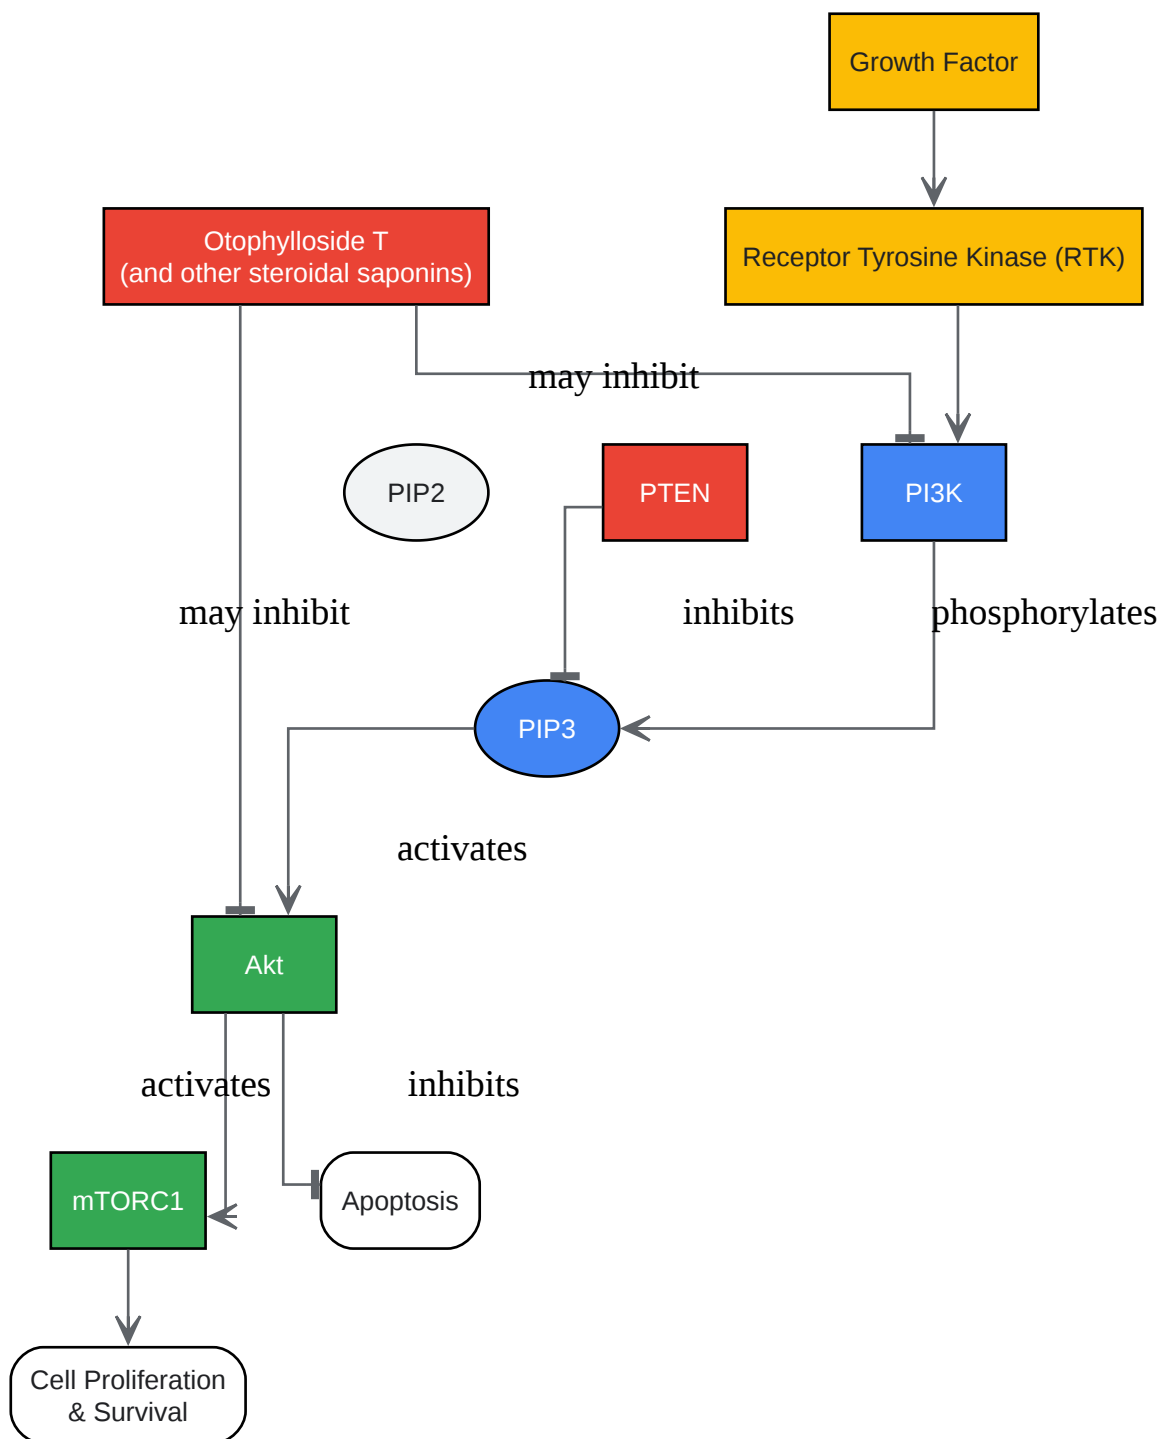 Growth Factor
Otophylloside T
(and other steroidal saponins)
Receptor Tyrosine Kinase (RTK)
may inhibit
PIP2
PTEN
PI3K
may inhibit
inhibits
phosphorylates
PIP3
activates
Akt
activates
inhibits
mTORC1
Apoptosis
Cell Proliferation
& Survival